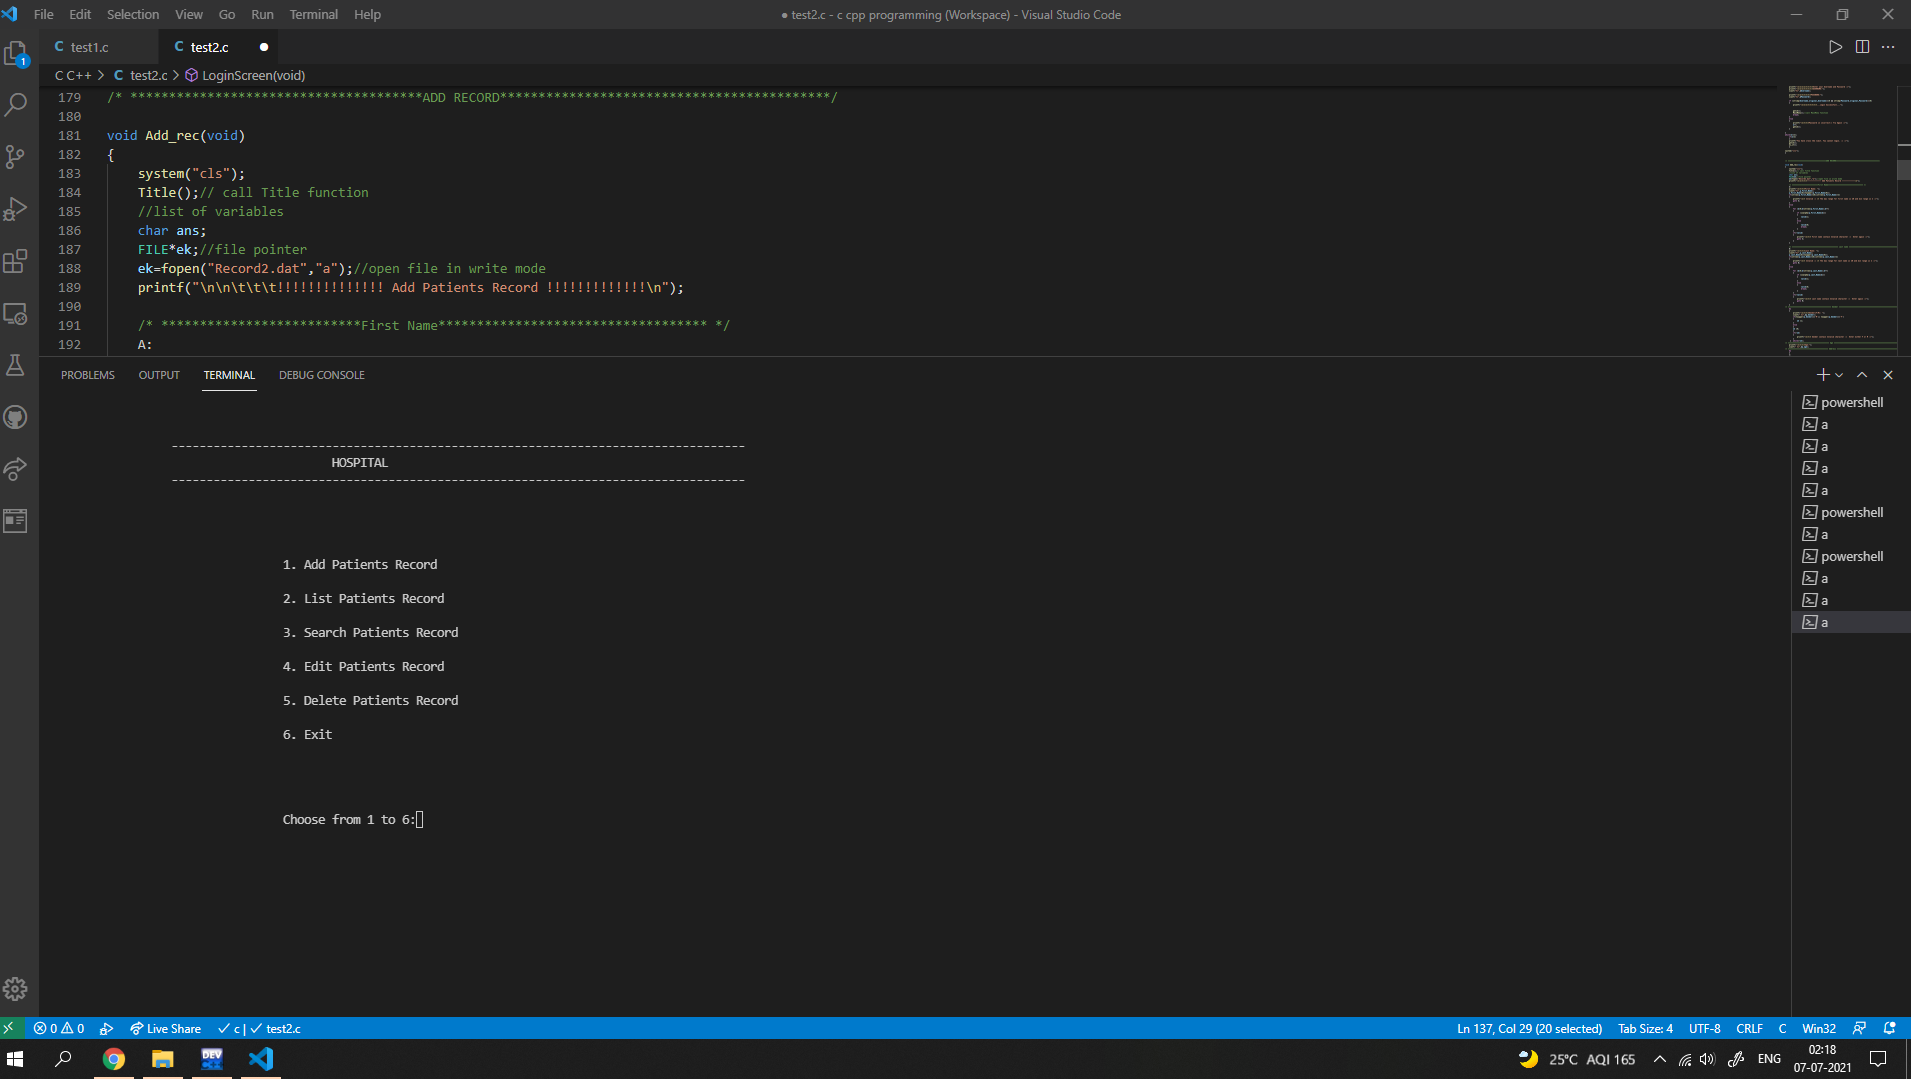 File Edit Selection View Go Run Terminal Help
● test2.c - c cpp programming (Workspace) - Visual Studio Code
C test1.c
C test2.c ●
C C++ > C test2.c > LoginScreen(void)
179 /* **************************************ADD RECORD*******************************************/
180
181 void Add_rec(void)
182 {
183 system("cls");
184 Title();// call Title function
185 //list of variables
186 char ans;
187 FILE*ek;//file pointer
188 ek=fopen("Record2.dat","a");//open file in write mode
189 printf("\n\n\t\t\t!!!!!!!!!!!!!! Add Patients Record !!!!!!!!!!!!!\n");
190
191 /* **************************First Name*********************************** */
192 A:
PROBLEMS OUTPUT TERMINAL DEBUG CONSOLE
----------------------------------------------------------------------------------
HOSPITAL
----------------------------------------------------------------------------------
1. Add Patients Record
2. List Patients Record
3. Search Patients Record
4. Edit Patients Record
5. Delete Patients Record
6. Exit
Choose from 1 to 6:
powershell
a
a
a
a
powershell
a
powershell
a
a
a
1
0 0 Live Share ✓ c | ✓ test2.c
Ln 137, Col 29 (20 selected) Tab Size: 4 UTF-8 CRLF C Win32
DEV C++
25°C AQI 165 ENG
02:18
07-07-2021